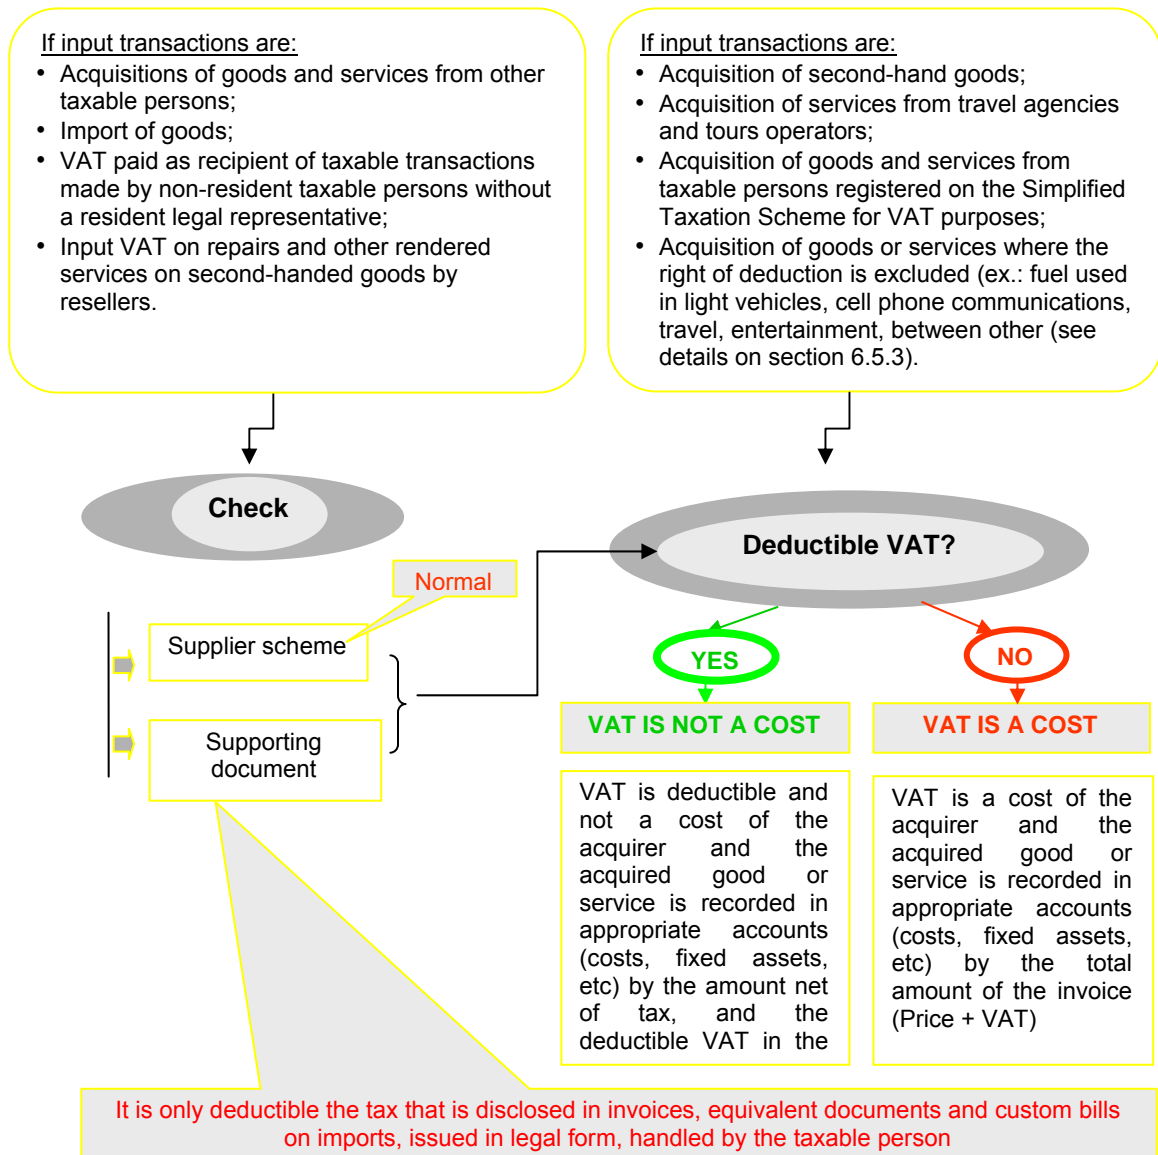 If input transactions are:
• Acquisitions of goods and services from other
taxable persons;
• Import of goods;
• VAT paid as recipient of taxable transactions
made by non-resident taxable persons without
a resident legal representative;
• Input VAT on repairs and other rendered
services on second-handed goods by
resellers.
If input transactions are:
• Acquisition of second-hand goods;
• Acquisition of services from travel agencies
and tours operators;
• Acquisition of goods and services from
taxable persons registered on the Simplified
Taxation Scheme for VAT purposes;
• Acquisition of goods or services where the
right of deduction is excluded (ex.: fuel used
in light vehicles, cell phone communications,
travel, entertainment, between other (see
details on section 6.5.3).
Check
Deductible VAT?
Normal
Supplier scheme
Supporting
document
YES
NO
VAT IS NOT A COST
VAT IS A COST
VAT is deductible and
not a cost of the
acquirer and the
acquired good or
service is recorded in
appropriate accounts
(costs, fixed assets,
etc) by the amount net
of tax, and the
deductible VAT in the
VAT is a cost of the
acquirer and the
acquired good or
service is recorded in
appropriate accounts
(costs, fixed assets,
etc) by the total
amount of the invoice
(Price + VAT)
It is only deductible the tax that is disclosed in invoices, equivalent documents and custom bills
on imports, issued in legal form, handled by the taxable person